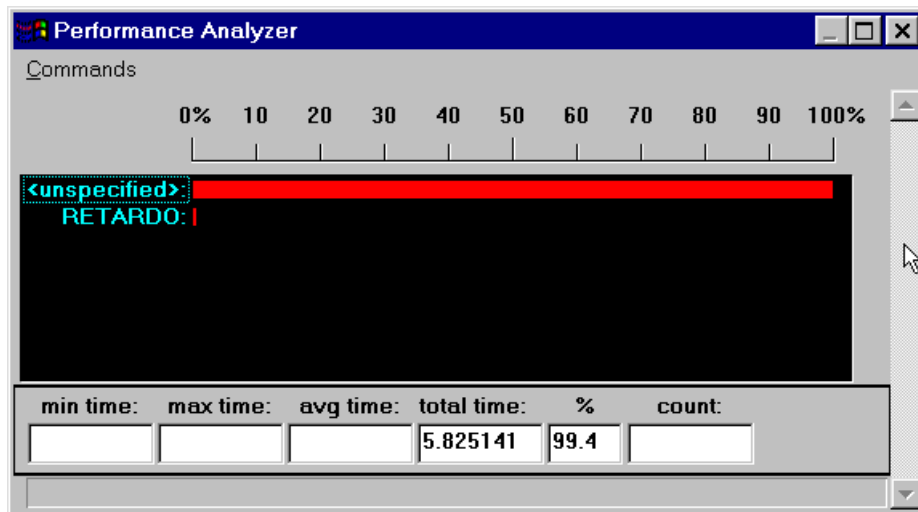 Performance Analyzer
Commands
0% 10 20 30 40 50 60 70 80 90 100%
<unspecified>:
RETARDO:
min time: max time: avg time: total time: % count:
5.825141 99.4